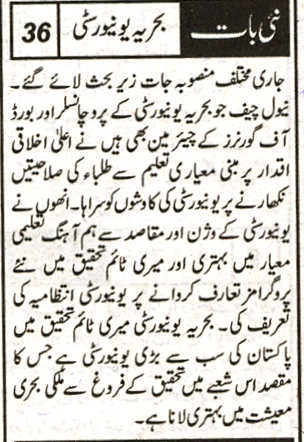 نئی بات
بحریہ یونیورسٹی
36
جاری مختلف منصوبہ جات زیر بحث لائے گئے۔
نیول چیف جو بحریہ یونیورسٹی کے پرو چانسلر اور بورڈ
آف گورنرز کے چیئرمین بھی ہیں نے اعلیٰ اخلاقی
اقدار پر مبنی معیاری تعلیم سے طلباء کی صلاحیتیں
نکھارنے پر یونیورسٹی کی کاوشوں کو سراہا۔ انھوں نے
یونیورسٹی کے وژن اور مقاصد سے ہم آہنگ تعلیمی
معیار میں بہتری اور میری ٹائم تحقیق میں نئے
پروگرامز تعارف کروانے پر یونیورسٹی انتظامیہ کی
تعریف کی۔ بحریہ یونیورسٹی میری ٹائم تحقیق میں
پاکستان کی سب سے بڑی یونیورسٹی ہے جس کا
مقصد اس شعبے میں تحقیق کے فروغ سے ملکی بحری
معیشت میں بہتری لانا ہے۔